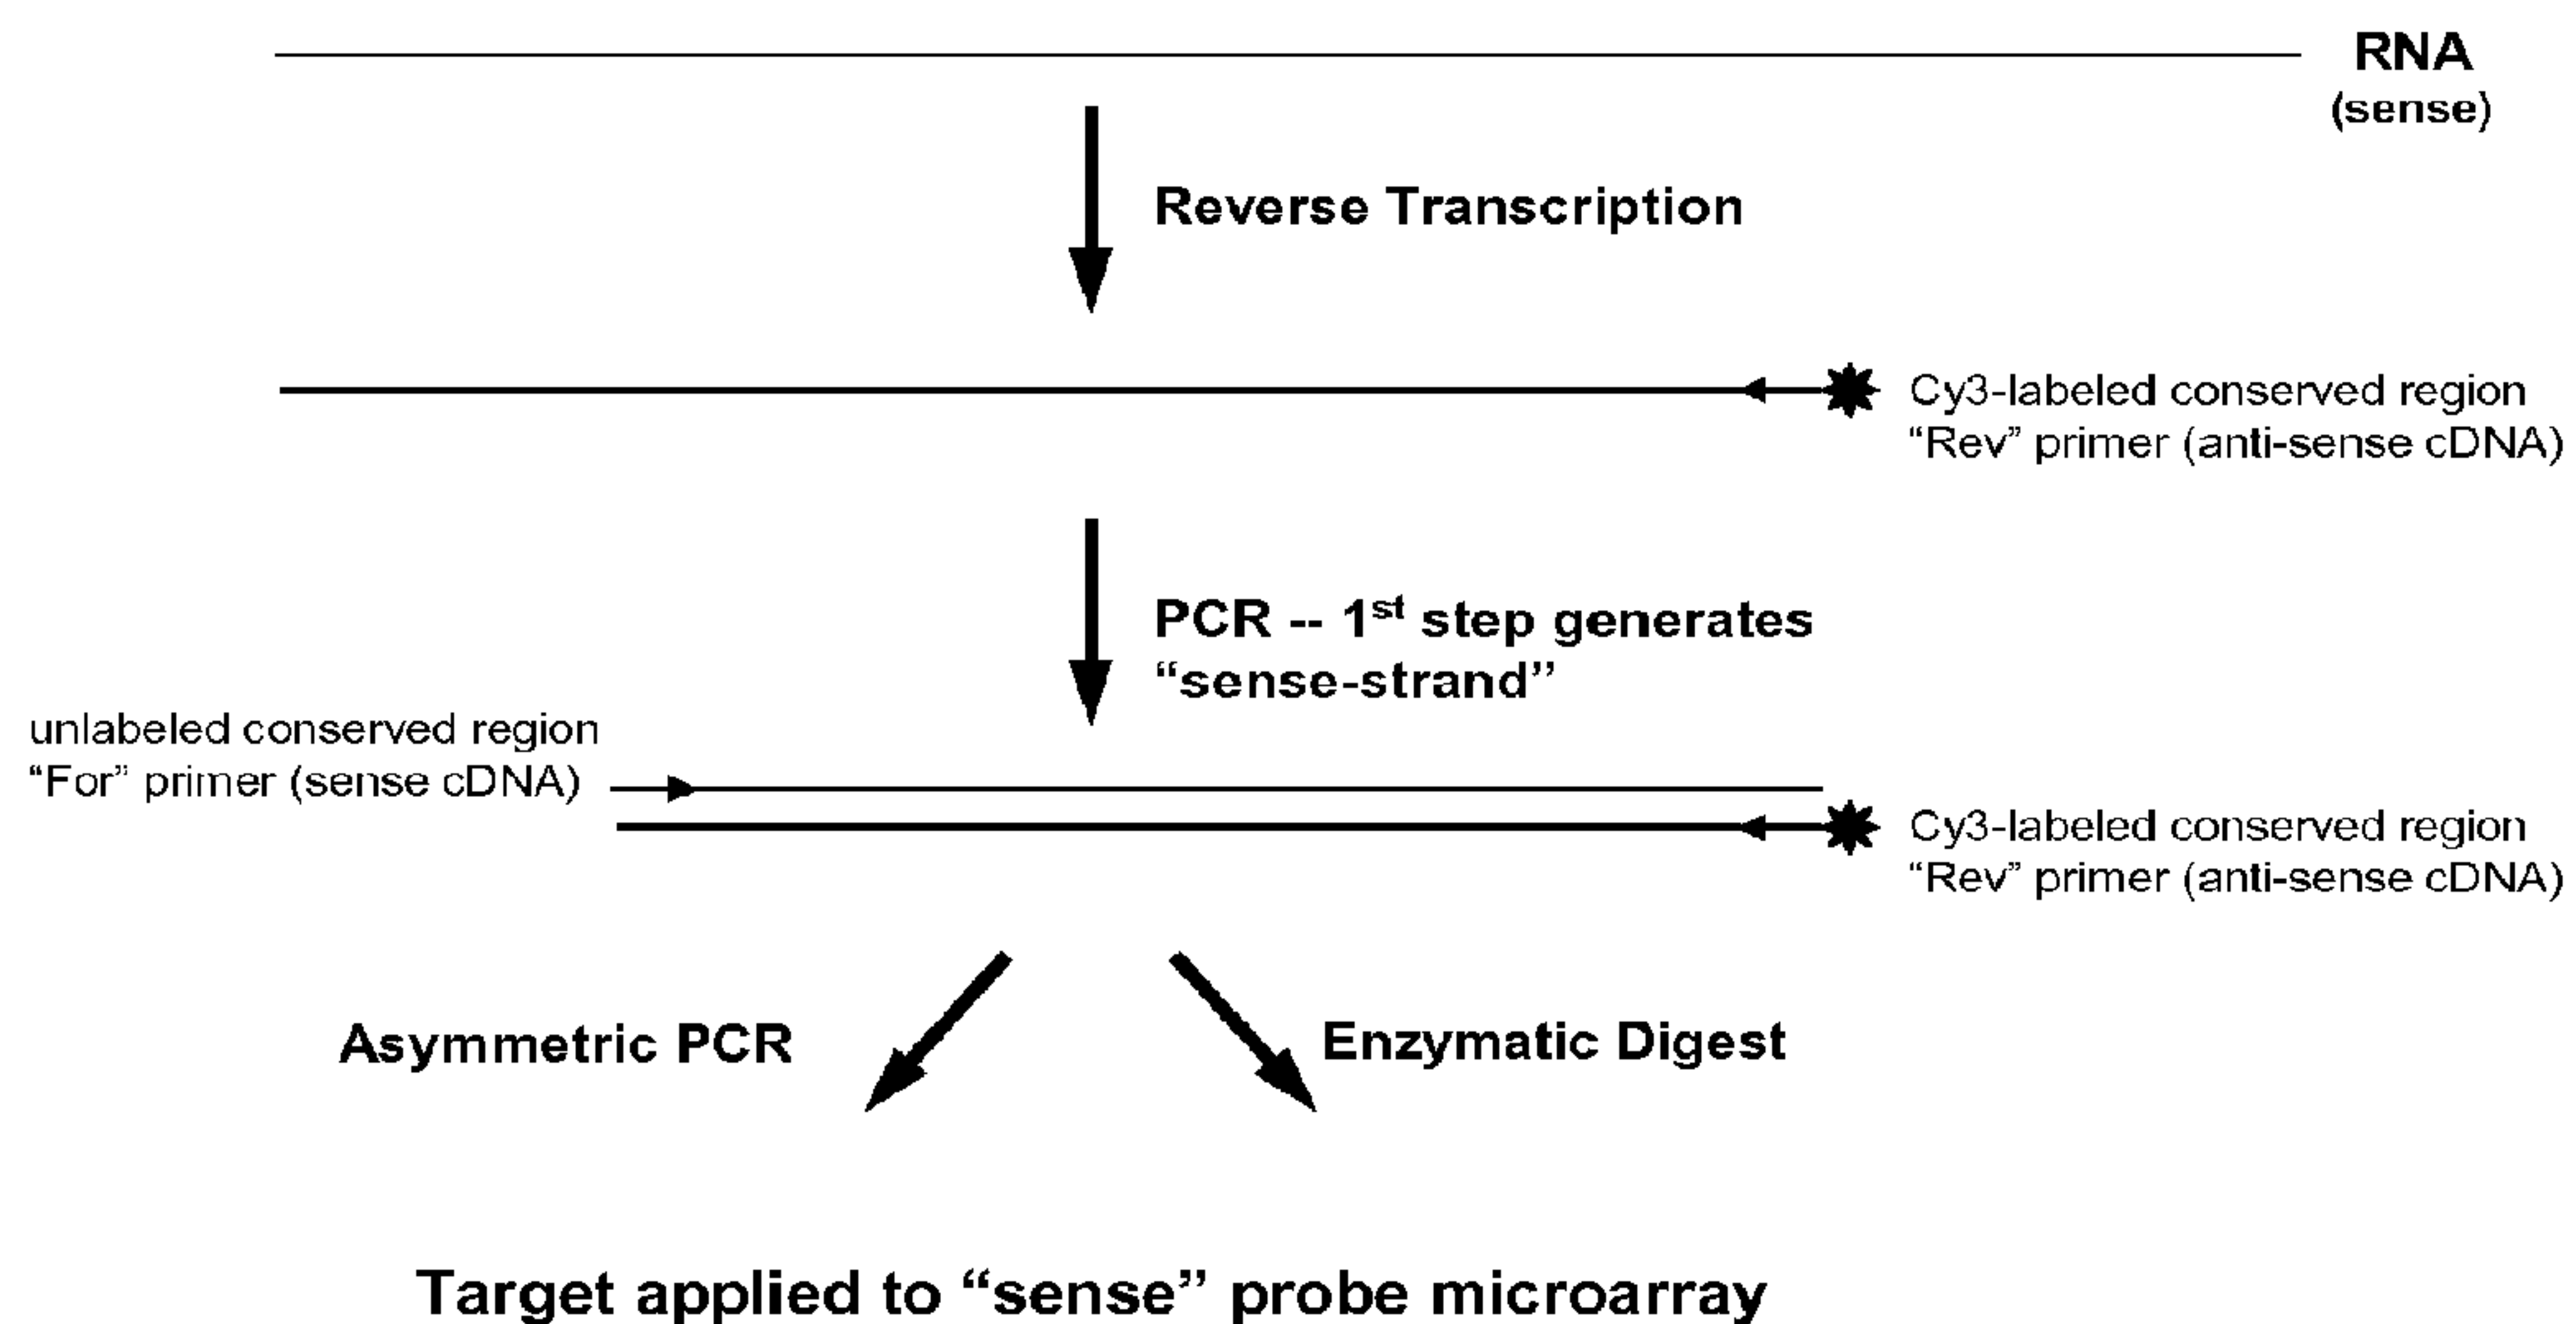 RNA
(sense)
Reverse Transcription
Cy3-labeled conserved region
“Rev” primer (anti-sense cDNA)
PCR -- 1st step generates
“sense-strand”
unlabeled conserved region
“For” primer (sense cDNA)
Cy3-labeled conserved region
“Rev” primer (anti-sense cDNA)
Asymmetric PCR
Enzymatic Digest
Target applied to “sense” probe microarray